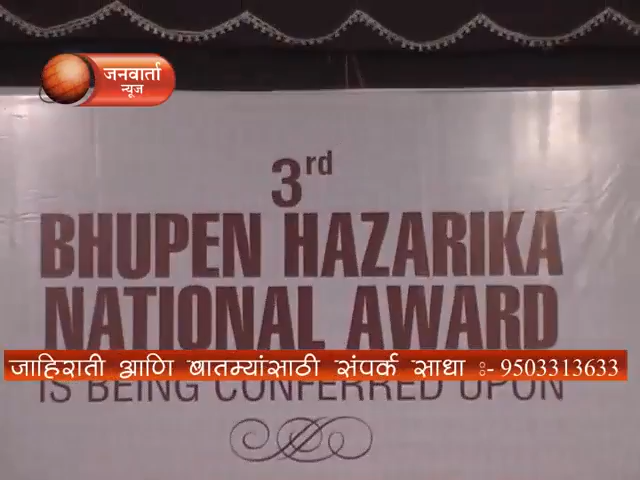 जनवार्ता
न्यूज
3rd
BHUPEN HAZARIKA
NATIONAL AWARD
जाहिराती आणि बातम्यांसाठी संपर्क साधा :- 9503313633
IS BEING CONFERRED UPON